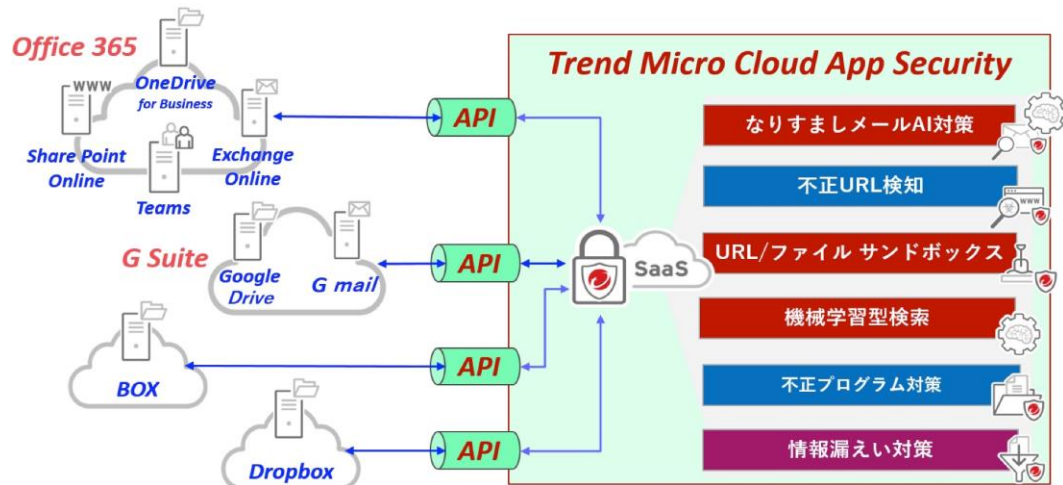 Office 365
OneDrive
for Business
WWW
Share Point
Online
Exchange
Online
Teams
G Suite
Google
Drive
G mail
BOX
Dropbox
API
API
API
API
Trend Micro Cloud App Security
SaaS
なりすましメールAI対策
不正URL検知
WWW
URL/ファイル サンドボックス
機械学習型検索
不正プログラム対策
情報漏えい対策